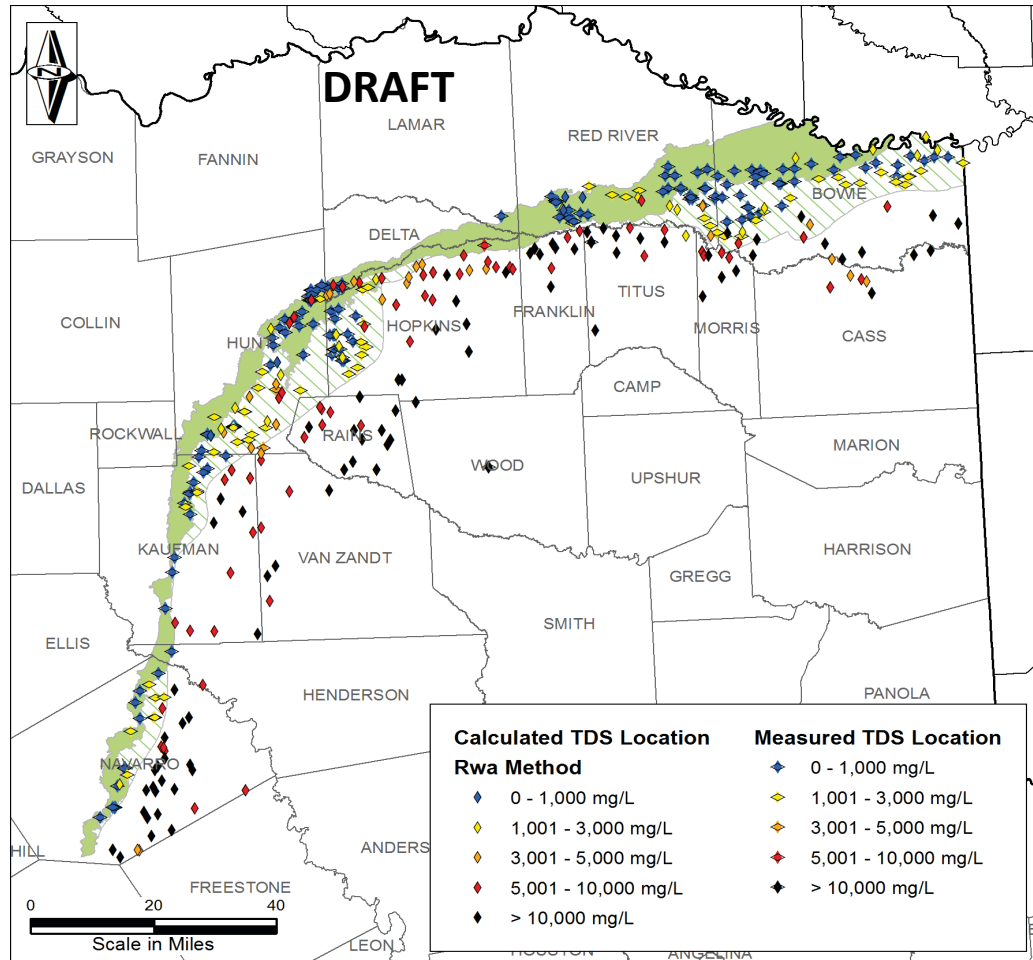 N
DRAFT
LAMAR
RED RIVER
GRAYSON
FANNIN
BOWIE
DELTA
TITUS
FRANKLIN
COLLIN
HOPKINS
MORRIS
CASS
HUNT
CAMP
ROCKWALL
RAINS
MARION
WOOD
UPSHUR
DALLAS
KAUFMAN
VAN ZANDT
HARRISON
GREGG
ELLIS
SMITH
HENDERSON
PANOLA
NAVARRO
HILL
ANDERS
FREESTONE
LEON
HOUSTON
ANGELINA
0 20 40
Scale in Miles
Calculated TDS Location
Rwa Method
0 - 1,000 mg/L
1,001 - 3,000 mg/L
3,001 - 5,000 mg/L
5,001 - 10,000 mg/L
> 10,000 mg/L
Measured TDS Location
0 - 1,000 mg/L
1,001 - 3,000 mg/L
3,001 - 5,000 mg/L
5,001 - 10,000 mg/L
> 10,000 mg/L